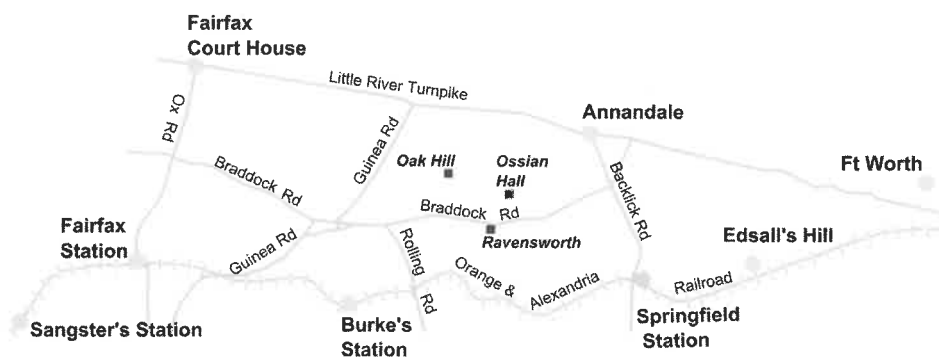 Fairfax
Court House
Little River Turnpike
Annandale
Ox Rd
Guinea Rd
Oak Hill
Ossian
Hall
Ft Worth
Braddock Rd
Backlick Rd
Braddock Rd
Fairfax
Station
Guinea Rd
Rolling Rd
Ravensworth
Edsall's Hill
Orange &
Alexandria
Railroad
Sangster's Station
Burke's
Station
Springfield
Station